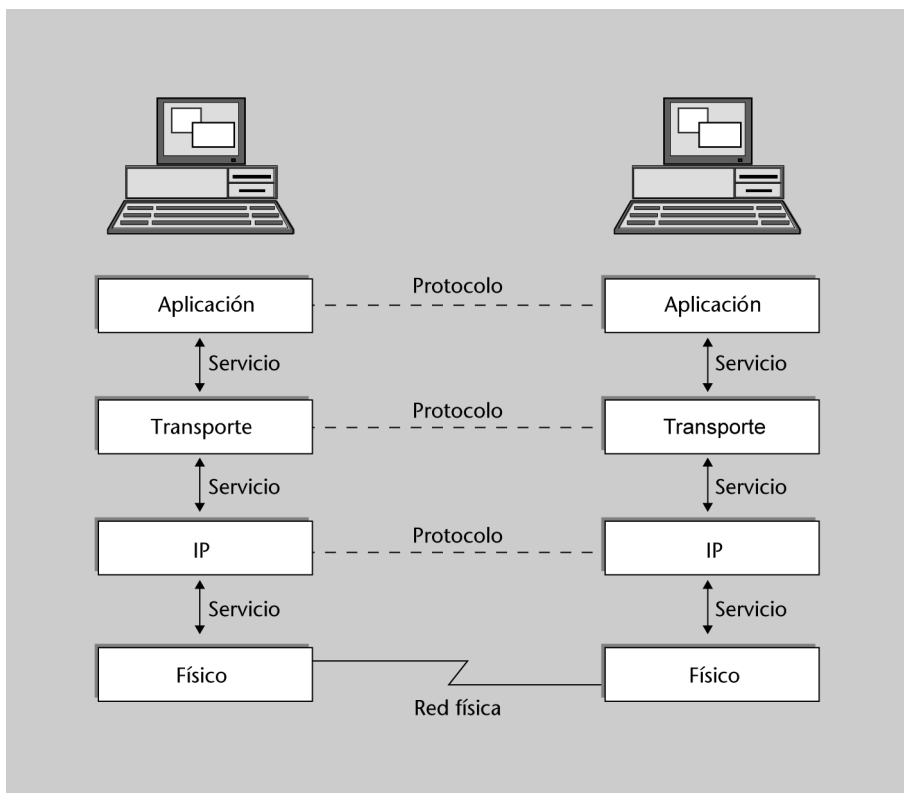 Protocolo
Aplicación Aplicación
Servicio Servicio
Protocolo
Transporte Transporte
Servicio Servicio
Protocolo
IP IP
Servicio Servicio
Físico Físico
Red física